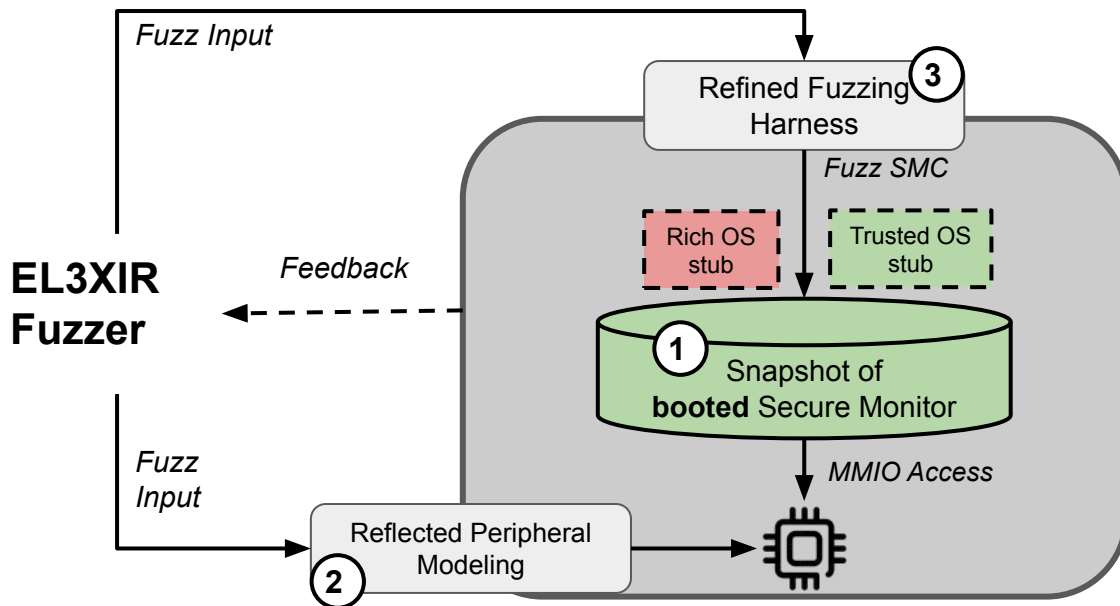 Fuzz Input
Refined Fuzzing
Harness
3
Fuzz SMC
Rich OS
stub
Trusted OS
stub
EL3XIR
Fuzzer
Feedback
1
Snapshot of
booted Secure Monitor
Fuzz
Input
MMIO Access
Reflected Peripheral
Modeling
2